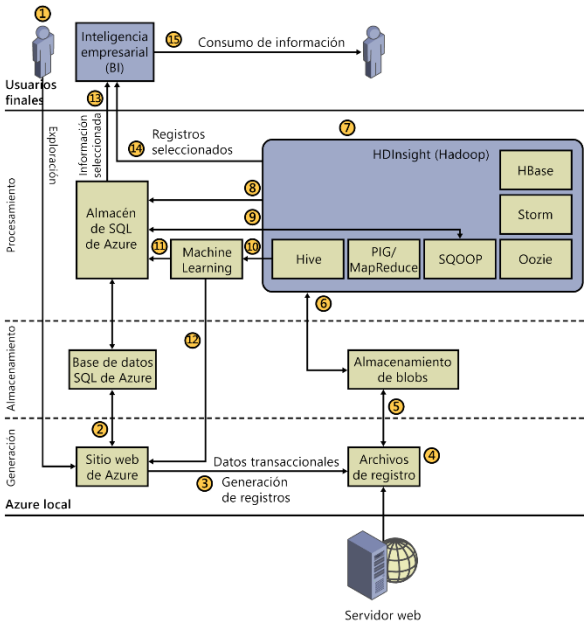 1
Inteligencia
empresarial
(BI)
15
Consumo de información
Usuarios
finales
13
7
Exploración
Información
seleccionada
14
Registros
seleccionados
HDInsight (Hadoop)
HBase
Storm
Procesamiento
8
9
Almacén
de SQL
de Azure
11
Machine
Learning
10
Hive
PIG/
MapReduce
SQOOP
Oozie
6
12
Almacenamiento
Base de datos
SQL de Azure
Almacenamiento
de blobs
2
5
Generación
Sitio web
de Azure
Datos transaccionales
3
Generación
de registros
Archivos
de registro
4
Azure local
Servidor web